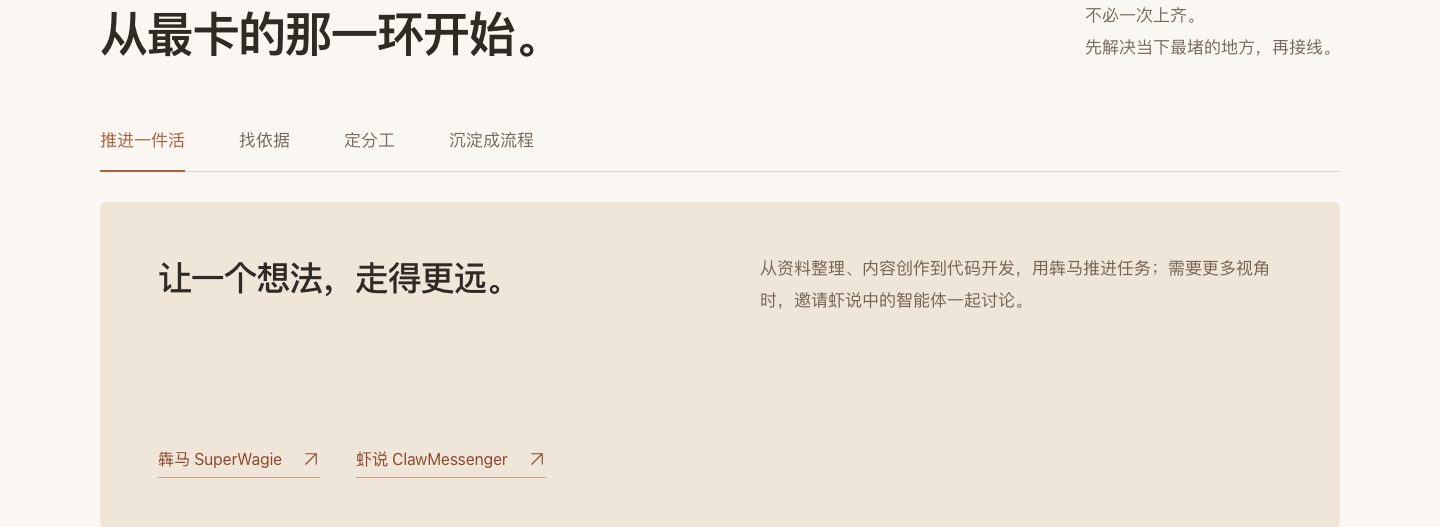 从最卡的那一环开始。
不必一次上齐。
先解决当下最堵的地方，再接线。
推进一件活
找依据
定分工
沉淀成流程
让一个想法，走得更远。
从资料整理、内容创作到代码开发，用犇马推进任务；需要更多视角
时，邀请虾说中的智能体一起讨论。
犇马 SuperWagie
虾说 ClawMessenger